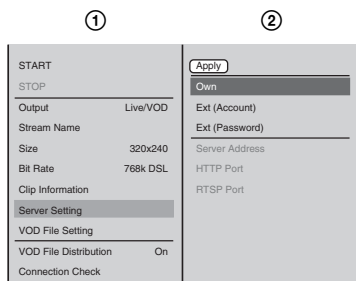 ① ②
START
STOP
Output Live/VOD
Stream Name
Size 320x240
Bit Rate 768k DSL
Clip Information
Server Setting
VOD File Setting
VOD File Distribution On
Connection Check
Apply
Own
Ext (Account)
Ext (Password)
Server Address
HTTP Port
RTSP Port